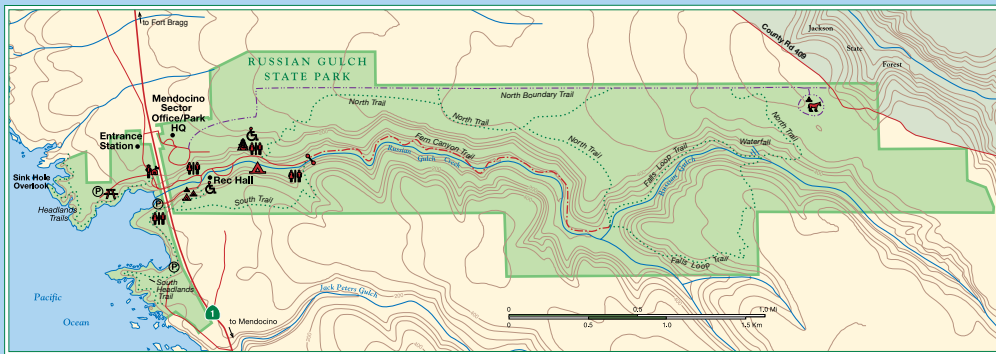 to Fort Bragg
RUSSIAN GULCH
STATE PARK
County Rd 409
Jackson
State
Forest
Mendocino
Sector
Office/Park
HQ
North Trail
North Boundary Trail
North Trail
North Trail
North Trail
Entrance
Station
Fern Canyon Trail
Russian
Gulch Creek
Falls Loop Trail
Waterfall
Russian Gulch
Sink Hole
Overlook
P
Rec Hall
Headlands
Trails
P
South Trail
P
Falls Loop Trail
South
Headlands
Trail
Pacific
Ocean
Jack Peters Gulch
1
to Mendocino
0 0.5 1.0 Mi
0 0.5 1.0 1.5 Km